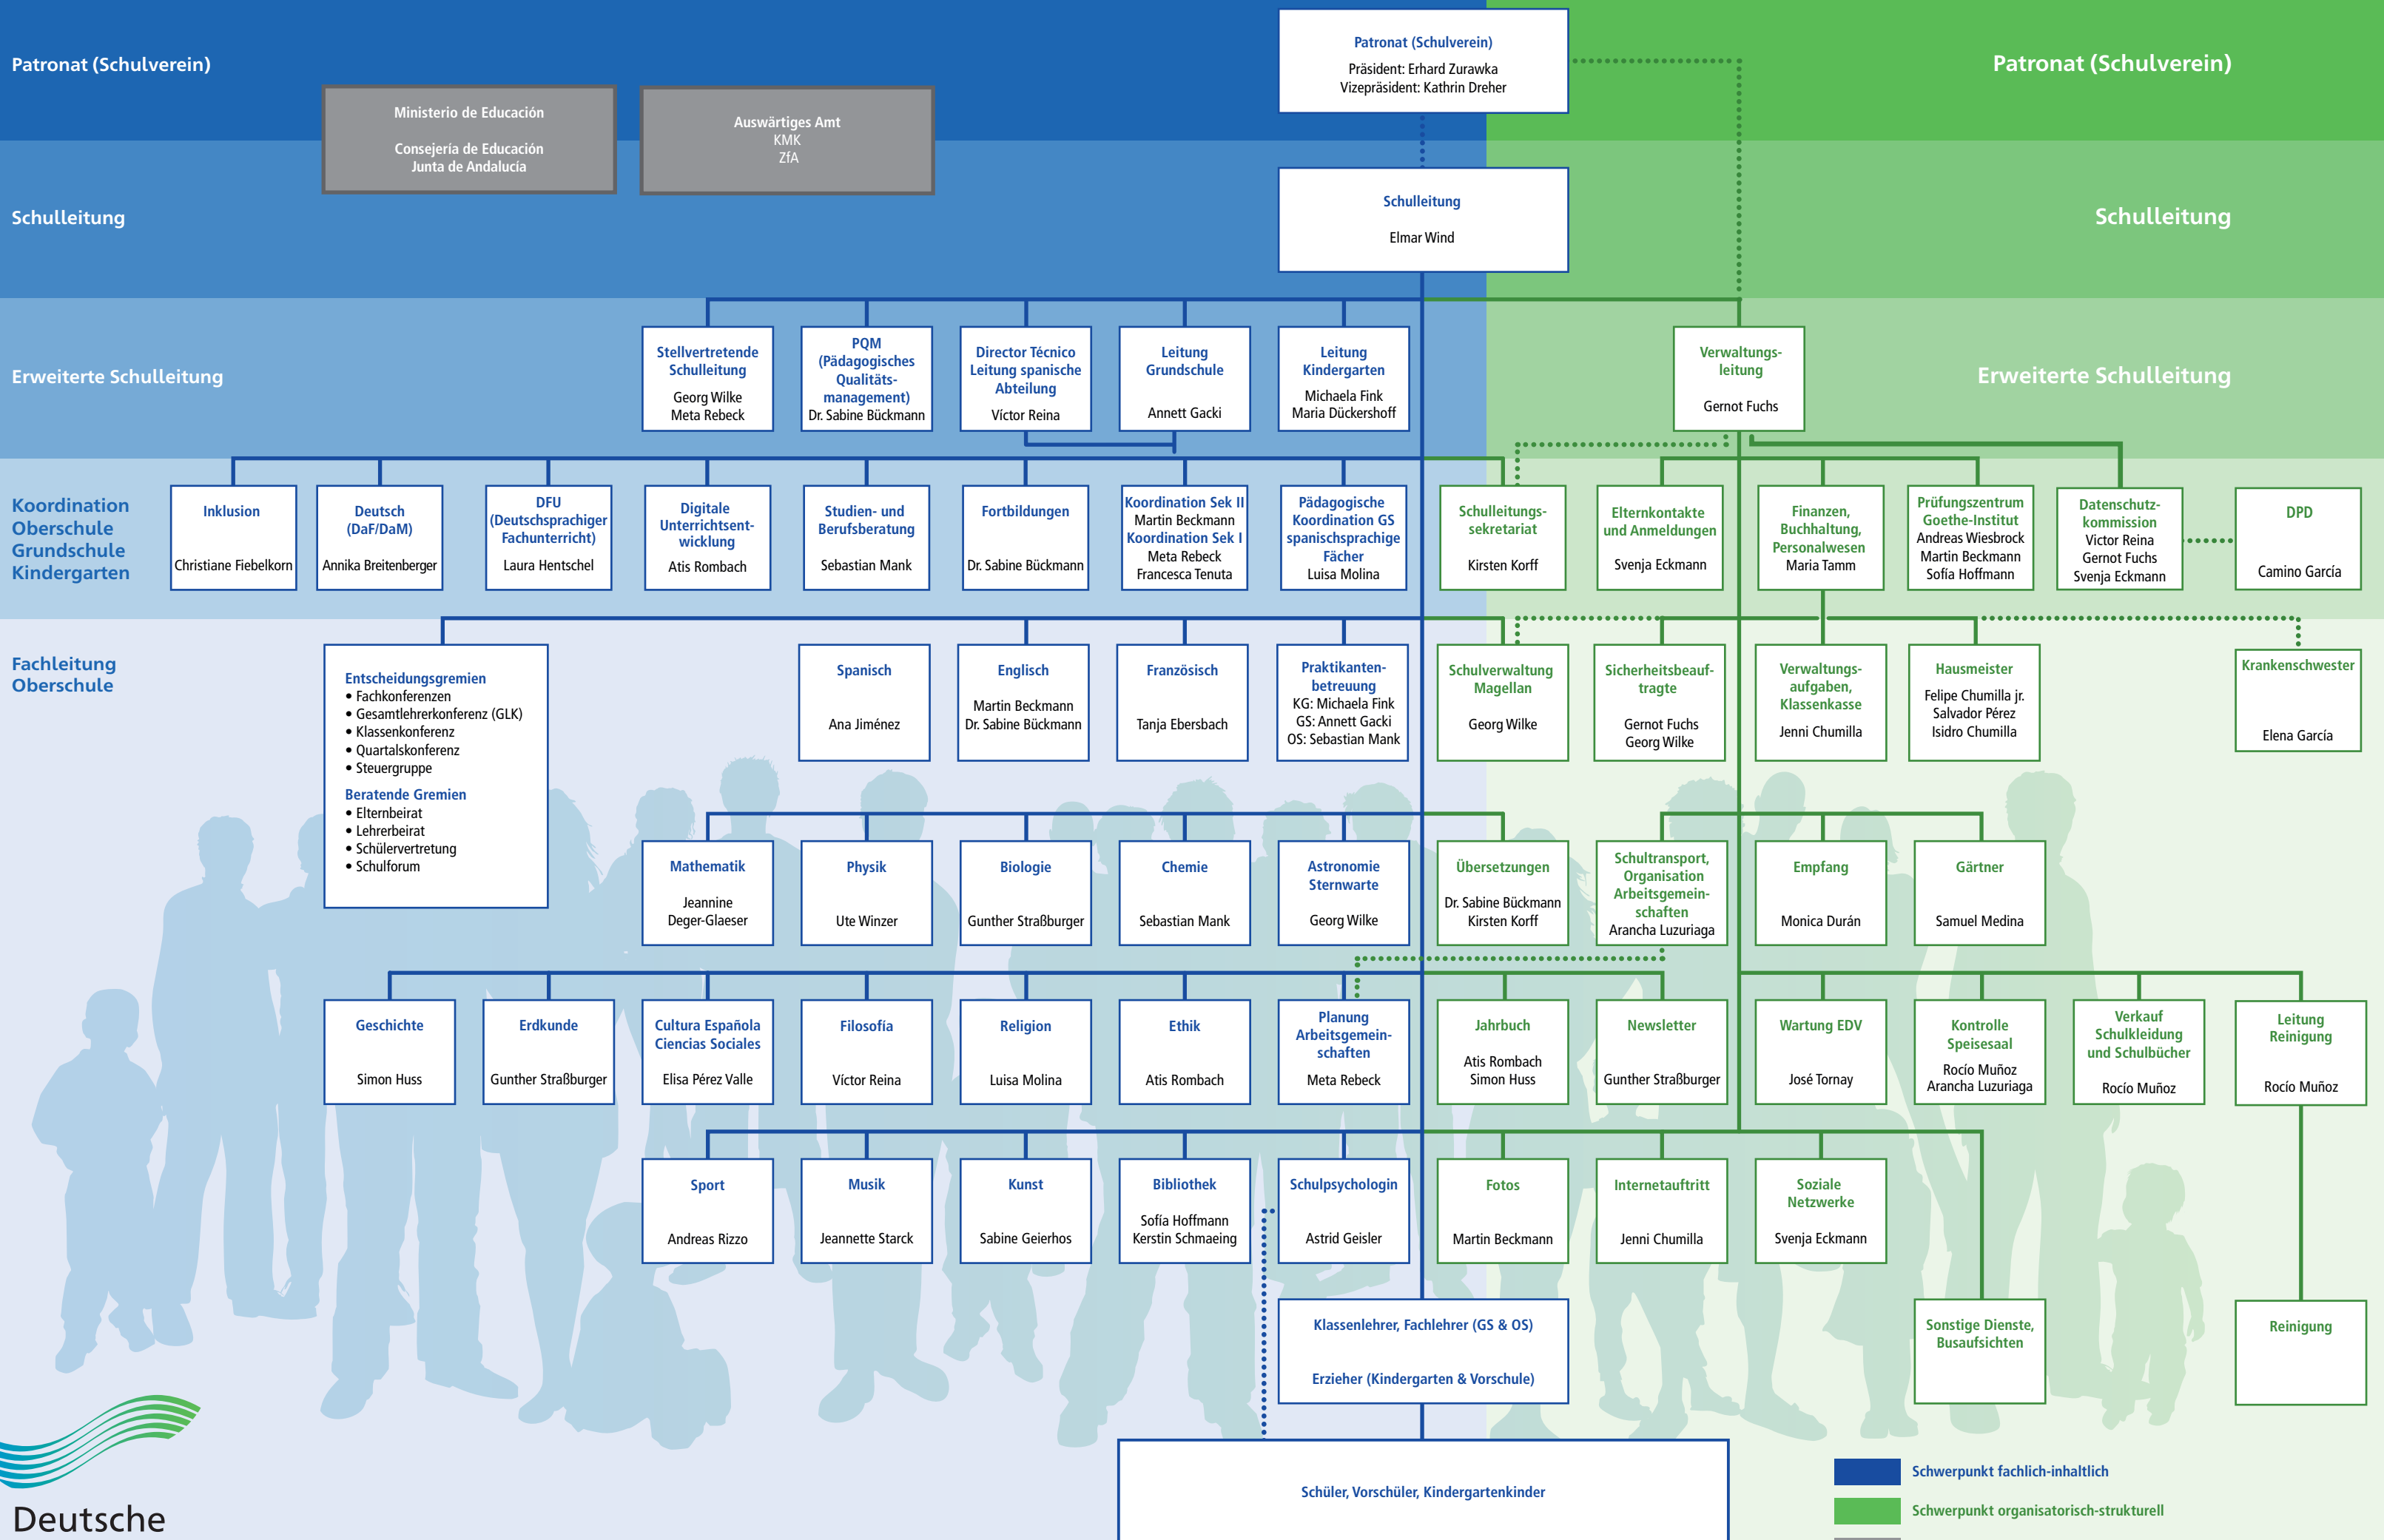 Patronat (Schulverein)
Patronat (Schulverein)
Präsident: Erhard Zurawka
Vizepräsident: Kathrin Dreher
Patronat (Schulverein)
Ministerio de Educación
Consejería de Educación
Junta de Andalucía
Auswärtiges Amt
KMK
ZfA
Schulleitung
Schulleitung
Elmar Wind
Schulleitung
Erweiterte Schulleitung
Stellvertretende
Schulleitung
Georg Wilke
Meta Rebeck
PQM
(Pädagogisches
Qualitäts-
management)
Dr. Sabine Bückmann
Director Técnico
Leitung spanische
Abteilung
Víctor Reina
Leitung
Grundschule
Annett Gacki
Leitung
Kindergarten
Michaela Fink
Maria Dückershoff
Verwaltungs-
leitung
Gernot Fuchs
Erweiterte Schulleitung
Koordination
Oberschule
Grundschule
Kindergarten
Inklusion
Christiane Fiebelkorn
Deutsch
(DaF/DaM)
Annika Breitenberger
DFU
(Deutschsprachiger
Fachunterricht)
Laura Hentschel
Digitale
Unterrichtsent-
wicklung
Atis Rombach
Studien- und
Berufsberatung
Sebastian Mank
Fortbildungen
Dr. Sabine Bückmann
Koordination Sek II
Martin Beckmann
Koordination Sek I
Meta Rebeck
Francesca Tenuta
Pädagogische
Koordination GS
spanischsprachige
Fächer
Luisa Molina
Schulleitungs-
sekretariat
Kirsten Korff
Elternkontakte
und Anmeldungen
Svenja Eckmann
Finanzen,
Buchhaltung,
Personalwesen
Maria Tamm
Prüfungszentrum
Goethe-Institut
Andreas Wiesbrock
Martin Beckmann
Sofía Hoffmann
Datenschutz-
kommission
Victor Reina
Gernot Fuchs
Svenja Eckmann
DPD
Camino García
Fachleitung
Oberschule
Entscheidungsgremien
• Fachkonferenzen
• Gesamtlehrerkonferenz (GLK)
• Klassenkonferenz
• Quartalskonferenz
• Steuergruppe
Beratende Gremien
• Elternbeirat
• Lehrerbeirat
• Schülervertretung
• Schulforum
Spanisch
Ana Jiménez
Englisch
Martin Beckmann
Dr. Sabine Bückmann
Französisch
Tanja Ebersbach
Praktikanten-
betreuung
KG: Michaela Fink
GS: Annett Gacki
OS: Sebastian Mank
Schulverwaltung
Magellan
Georg Wilke
Sicherheitsbeauf-
tragte
Gernot Fuchs
Georg Wilke
Verwaltungs-
aufgaben,
Klassenkasse
Jenni Chumilla
Hausmeister
Felipe Chumilla jr.
Salvador Pérez
Isidro Chumilla
Krankenschwester
Elena García
Mathematik
Jeannine
Deger-Glaeser
Physik
Ute Winzer
Biologie
Gunther Straßburger
Chemie
Sebastian Mank
Astronomie
Sternwarte
Georg Wilke
Übersetzungen
Dr. Sabine Bückmann
Kirsten Korff
Schultransport,
Organisation
Arbeitsgemein-
schaften
Arancha Luzuriaga
Empfang
Monica Durán
Gärtner
Samuel Medina
Geschichte
Simon Huss
Erdkunde
Gunther Straßburger
Cultura Española
Ciencias Sociales
Elisa Pérez Valle
Filosofía
Víctor Reina
Religion
Luisa Molina
Ethik
Atis Rombach
Planung
Arbeitsgemein-
schaften
Meta Rebeck
Jahrbuch
Atis Rombach
Simon Huss
Newsletter
Gunther Straßburger
Wartung EDV
José Tornay
Kontrolle
Speisesaal
Rocío Muñoz
Arancha Luzuriaga
Verkauf
Schulkleidung
und Schulbücher
Rocío Muñoz
Leitung
Reinigung
Rocío Muñoz
Sport
Andreas Rizzo
Musik
Jeannette Starck
Kunst
Sabine Geierhos
Bibliothek
Sofía Hoffmann
Kerstin Schmaeing
Schulpsychologin
Astrid Geisler
Fotos
Martin Beckmann
Internetauftritt
Jenni Chumilla
Soziale
Netzwerke
Svenja Eckmann
Klassenlehrer, Fachlehrer (GS & OS)
Erzieher (Kindergarten & Vorschule)
Sonstige Dienste,
Busaufsichten
Reinigung
Schüler, Vorschüler, Kindergartenkinder
Schwerpunkt fachlich-inhaltlich
Schwerpunkt organisatorisch-strukturell
Deutsche